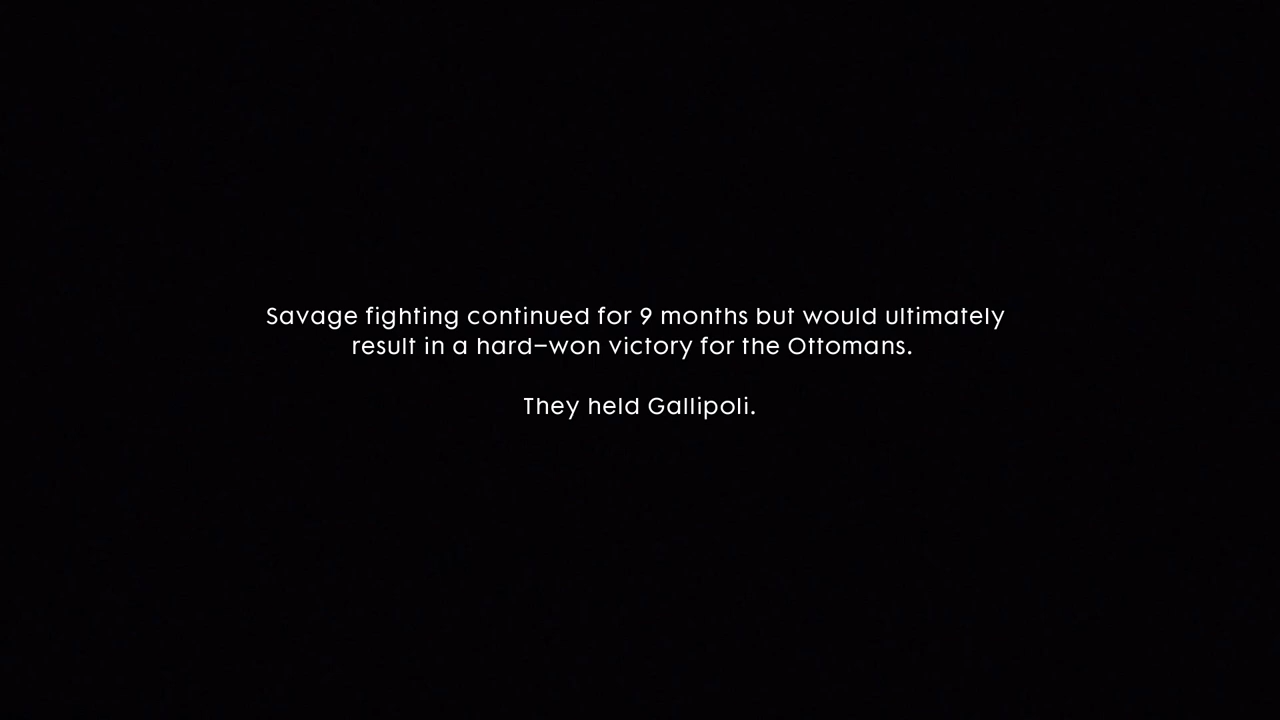 Savage fighting continued for 9 months but would ultimately
result in a hard–won victory for the Ottomans.
They held Gallipoli.